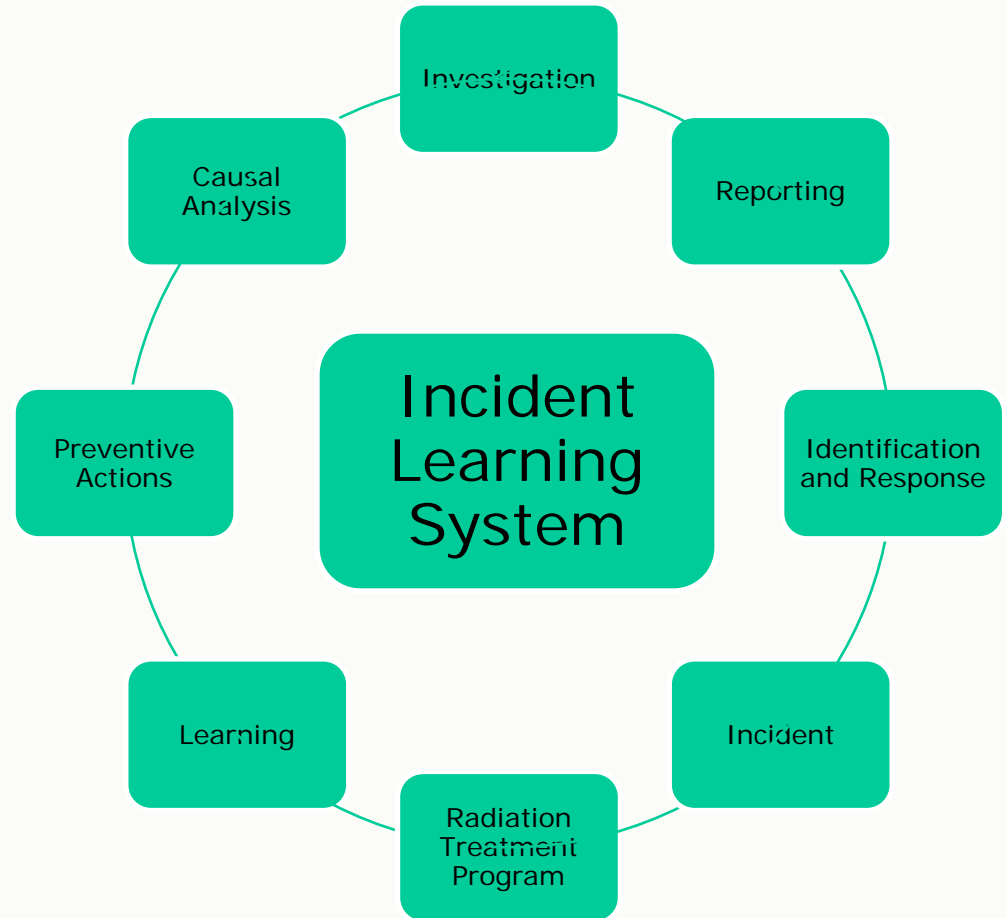 Investigation
Causal
Analysis
Reporting
Incident
Learning
System
Preventive
Actions
Identification
and Response
Learning
Incident
Radiation
Treatment
Program